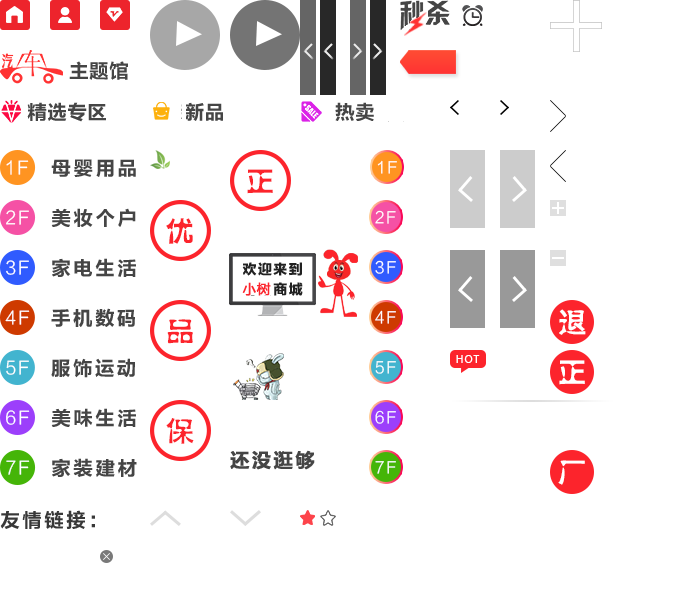 秒杀
汽车 主题馆
精选专区 新品 SALE 热卖
1F 母婴用品 正 1F
2F 美妆个户 优 2F
3F 家电生活 欢迎来到 3F
小树商城
4F 手机数码 品 4F 退
5F 服饰运动 5F HOT 正
6F 美味生活 保 6F
7F 家装建材 还没逛够 7F 厂
友情链接：